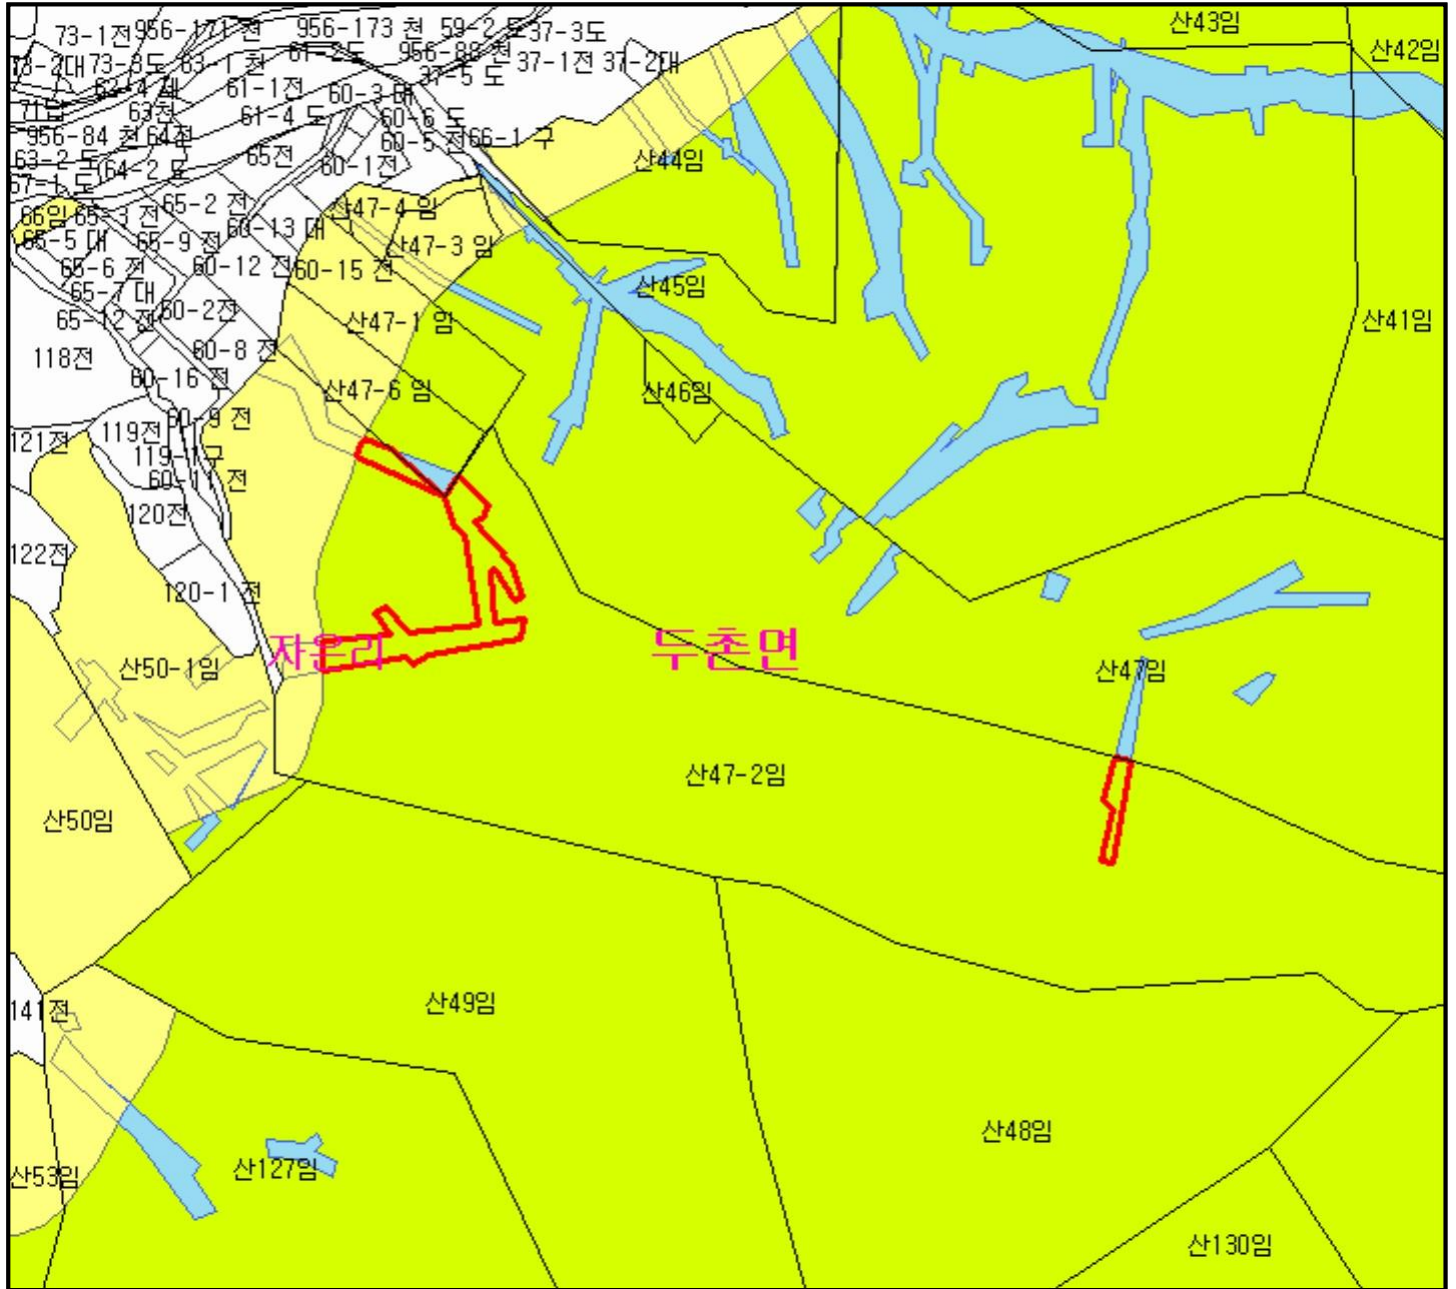 73-1전
956-171 전
956-173 천
59-2 도
37-3도
산43임
산42임
73-2대
73-3도
83-1 천
61-2도
956-88 천
37-1전
37-2대
37-5 도
63-4 대
61-1전
60-3 대
63전
61-4 도
60-6 도
956-84 천
64전
60-5 전
66-1 구
63-2 도
64-2 도
65전
60-1전
산44임
67-1 도
66임
65-3 전
65-2 전
산47-4 임
65-5 대
65-9 전
60-13 대
산47-3 임
65-6 전
60-12 전
60-15 전
산45임
65-7 대
65-12 전
60-2전
산47-1 임
산41임
118전
60-8 전
60-16 전
산47-6 임
산46임
60-9 전
121전
119전
119-1구
60-11 전
120전
122전
120-1 전
자운리
두촌면
산50-1임
산47임
산47-2임
산50임
산49임
141전
산48임
산53임
산127임
산130임